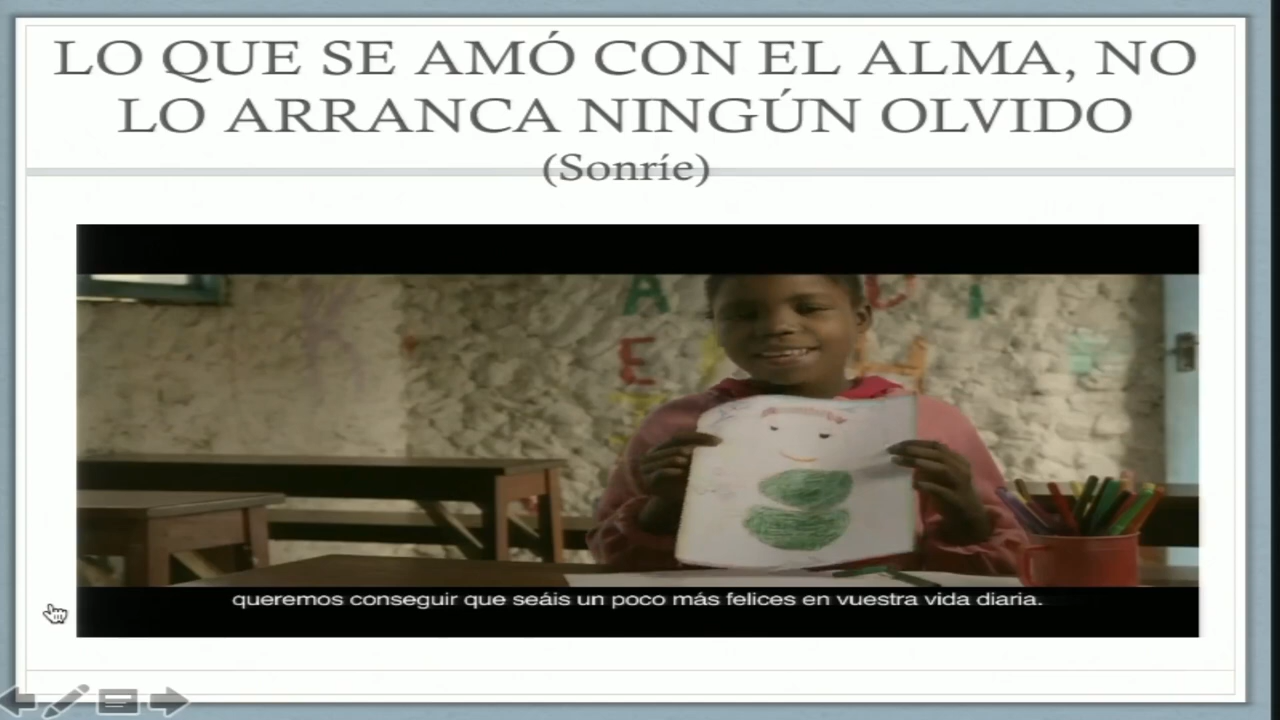 LO QUE SE AMÓ CON EL ALMA, NO
LO ARRANCA NINGÚN OLVIDO
(Sonríe)
A
E
H
queremos conseguir que seáis un poco más felices en vuestra vida diaria.